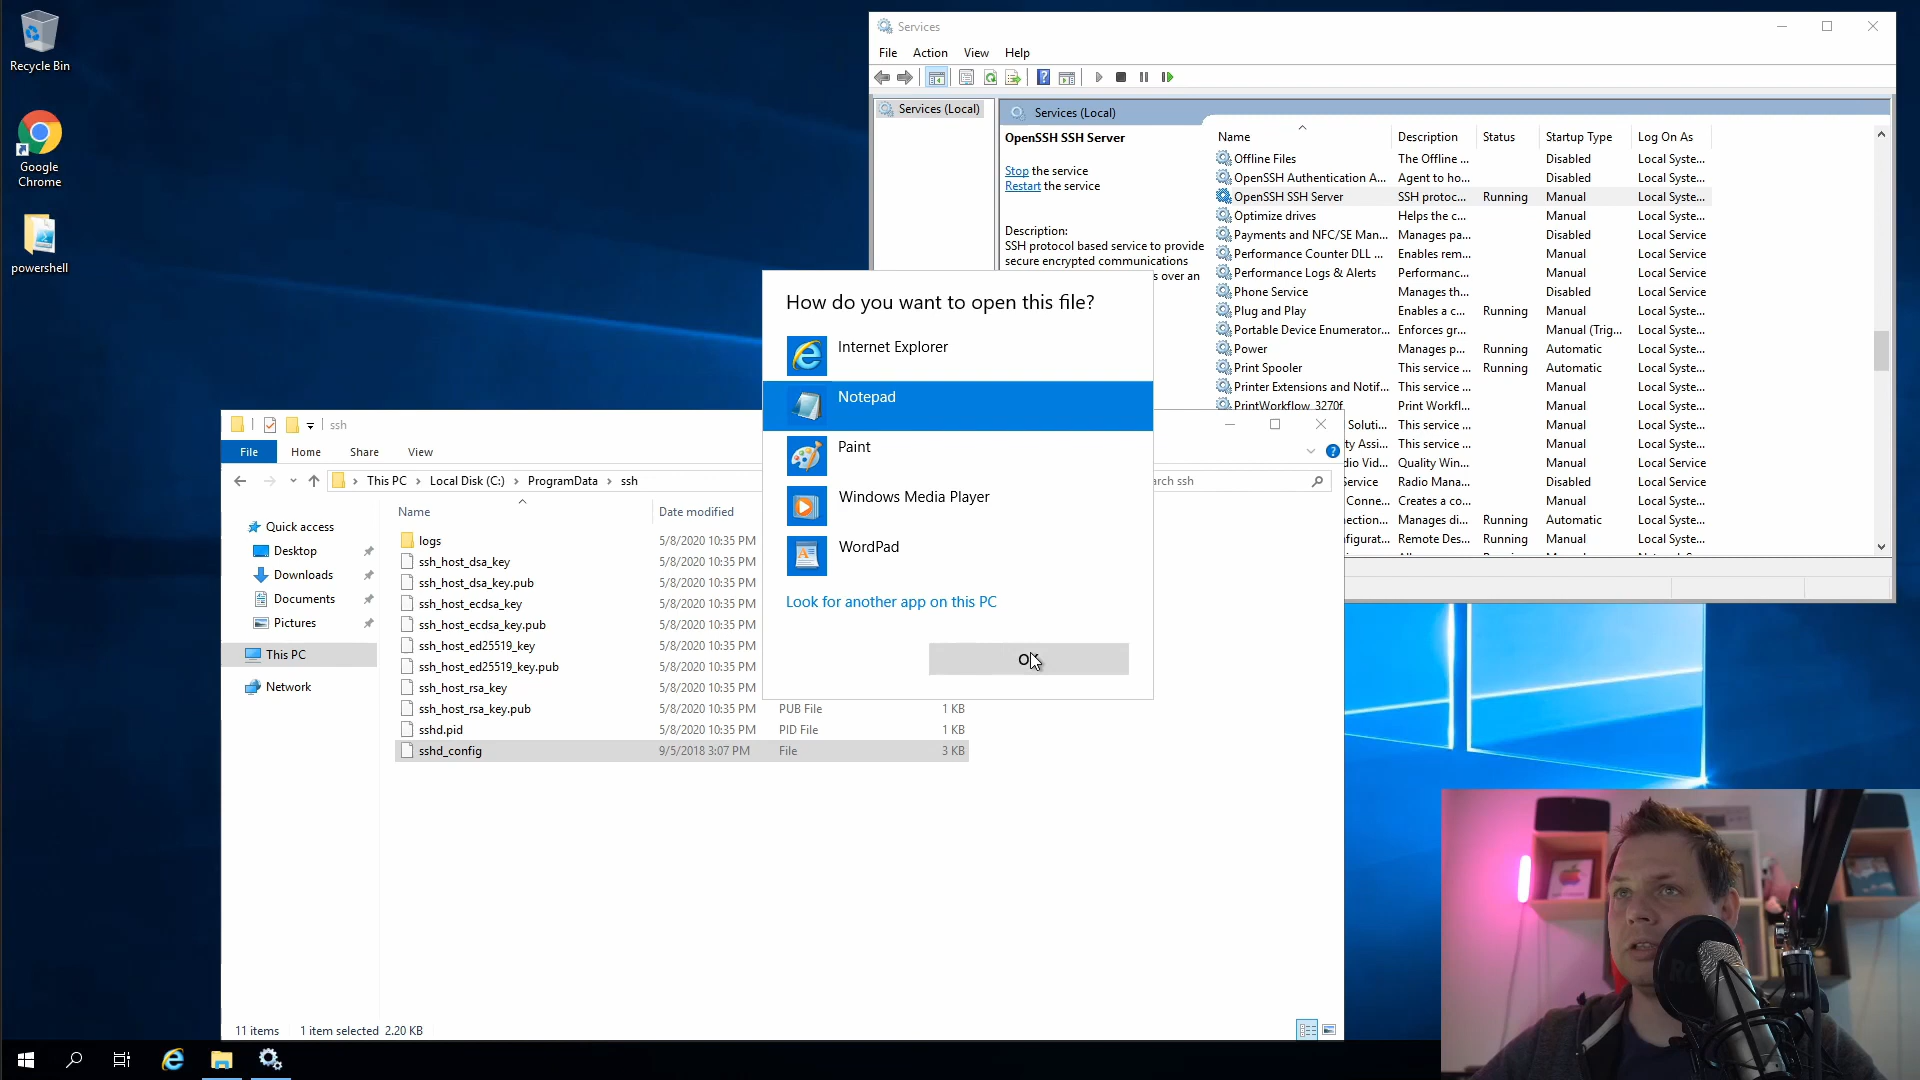 Recycle Bin
Google
Chrome
powershell
Services
File Action View Help
Services (Local)
Services (Local)
OpenSSH SSH Server
Stop the service
Restart the service
Description:
SSH protocol based service to provide
secure encrypted communications
s over an
Name Description Status Startup Type Log On As
Offline Files The Offline ... Disabled Local Syste...
OpenSSH Authentication A... Agent to ho... Disabled Local Syste...
OpenSSH SSH Server SSH protoc... Running Manual Local Syste...
Optimize drives Helps the c... Manual Local Syste...
Payments and NFC/SE Man... Manages pa... Disabled Local Service
Performance Counter DLL ... Enables rem... Manual Local Service
Performance Logs & Alerts Performanc... Manual Local Service
Phone Service Manages th... Disabled Local Service
Plug and Play Enables a c... Running Manual Local Syste...
Portable Device Enumerator... Enforces gr... Manual (Trig... Local Syste...
Power Manages p... Running Automatic Local Syste...
Print Spooler This service ... Running Automatic Local Syste...
Printer Extensions and Notif... This service ... Manual Local Syste...
PrintWorkflow_3270f Print Workfl... Manual Local Syste...
Soluti... This service ... Manual Local Syste...
ty Assi... This service ... Manual Local Syste...
dio Vid... Quality Win... Manual Local Service
ervice Radio Mana... Disabled Local Service
Conne... Creates a co... Manual Local Syste...
nection... Manages di... Running Automatic Local Syste...
nfigurat... Remote Des... Running Manual Local Syste...
How do you want to open this file?
Internet Explorer
Notepad
Paint
Windows Media Player
WordPad
Look for another app on this PC
ssh
File Home Share View
This PC Local Disk (C:) ProgramData ssh
arch ssh
Quick access
Desktop
Downloads
Documents
Pictures
This PC
Network
Name Date modified
logs 5/8/2020 10:35 PM
ssh_host_dsa_key 5/8/2020 10:35 PM
ssh_host_dsa_key.pub 5/8/2020 10:35 PM
ssh_host_ecdsa_key 5/8/2020 10:35 PM
ssh_host_ecdsa_key.pub 5/8/2020 10:35 PM
ssh_host_ed25519_key 5/8/2020 10:35 PM
ssh_host_ed25519_key.pub 5/8/2020 10:35 PM
ssh_host_rsa_key 5/8/2020 10:35 PM
ssh_host_rsa_key.pub 5/8/2020 10:35 PM PUB File 1 KB
sshd.pid 5/8/2020 10:35 PM PID File 1 KB
sshd_config 9/5/2018 3:07 PM File 3 KB
11 items 1 item selected 2.20 KB